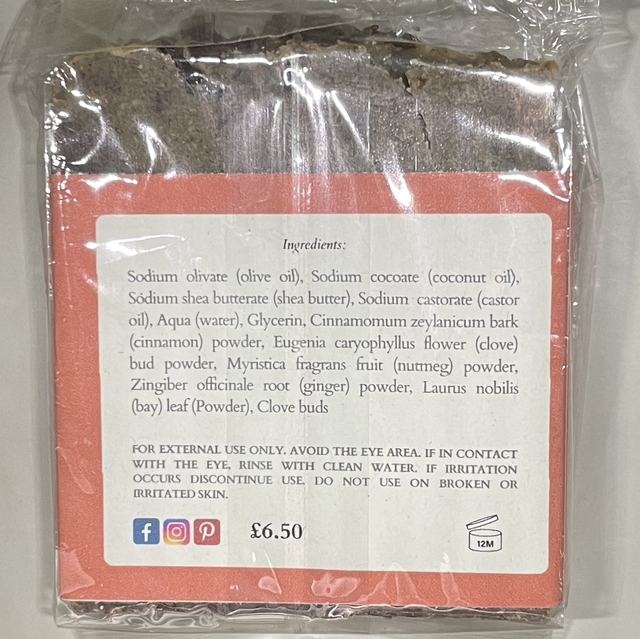 Ingredients:
Sodium olivate (olive oil), Sodium cocoate (coconut oil),
Sodium shea butterate (shea butter), Sodium castorate (castor
oil), Aqua (water), Glycerin, Cinnamomum zeylanicum bark
(cinnamon) powder, Eugenia caryophyllus flower (clove)
bud powder, Myristica fragrans fruit (nutmeg) powder,
Zingiber officinale root (ginger) powder, Laurus nobilis
(bay) leaf (Powder), Clove buds
FOR EXTERNAL USE ONLY. AVOID THE EYE AREA. IF IN CONTACT
WITH THE EYE, RINSE WITH CLEAN WATER. IF IRRITATION
OCCURS DISCONTINUE USE. DO NOT USE ON BROKEN OR
IRRITATED SKIN.
£6.50
12M